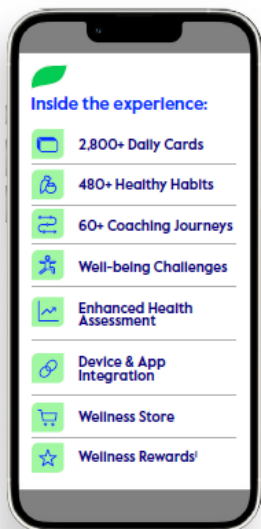 Inside the experience:
2,800+ Daily Cards
480+ Healthy Habits
60+ Coaching Journeys
Well-being Challenges
Enhanced Health
Assessment
Device & App
Integration
Wellness Store
Wellness Rewards¹